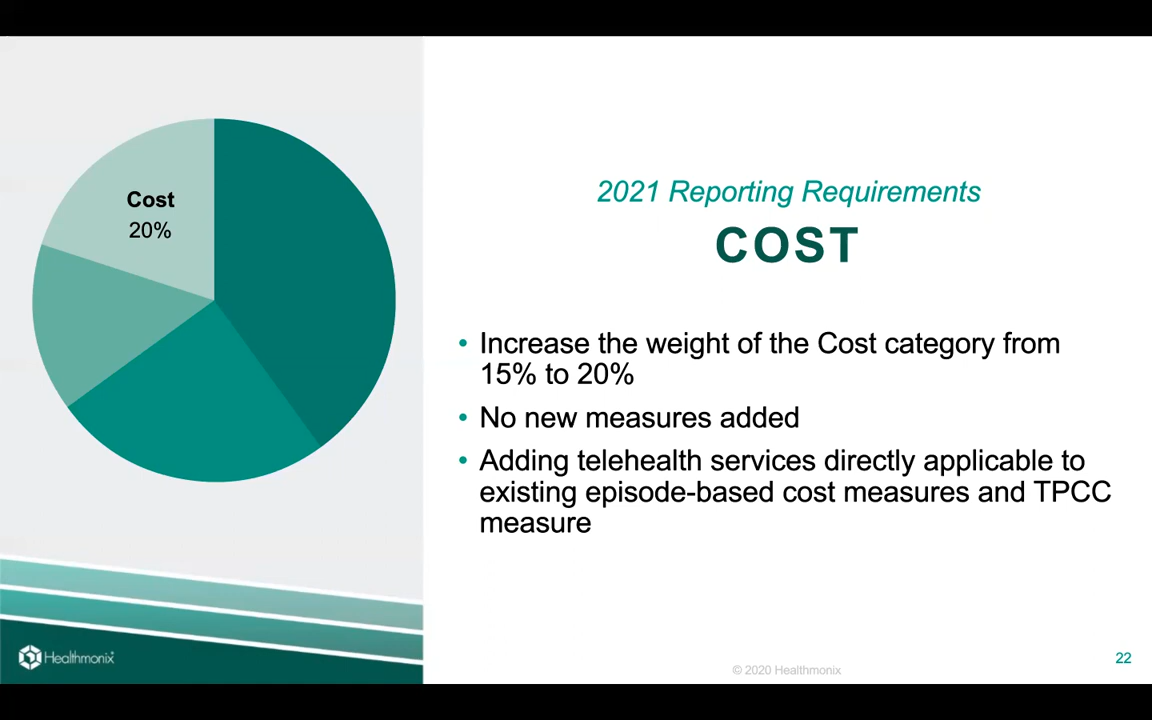 Cost
20%
2021 Reporting Requirements
COST
• Increase the weight of the Cost category from
15% to 20%
• No new measures added
• Adding telehealth services directly applicable to
existing episode-based cost measures and TPCC
measure
Healthmonix
© 2020 Healthmonix
22